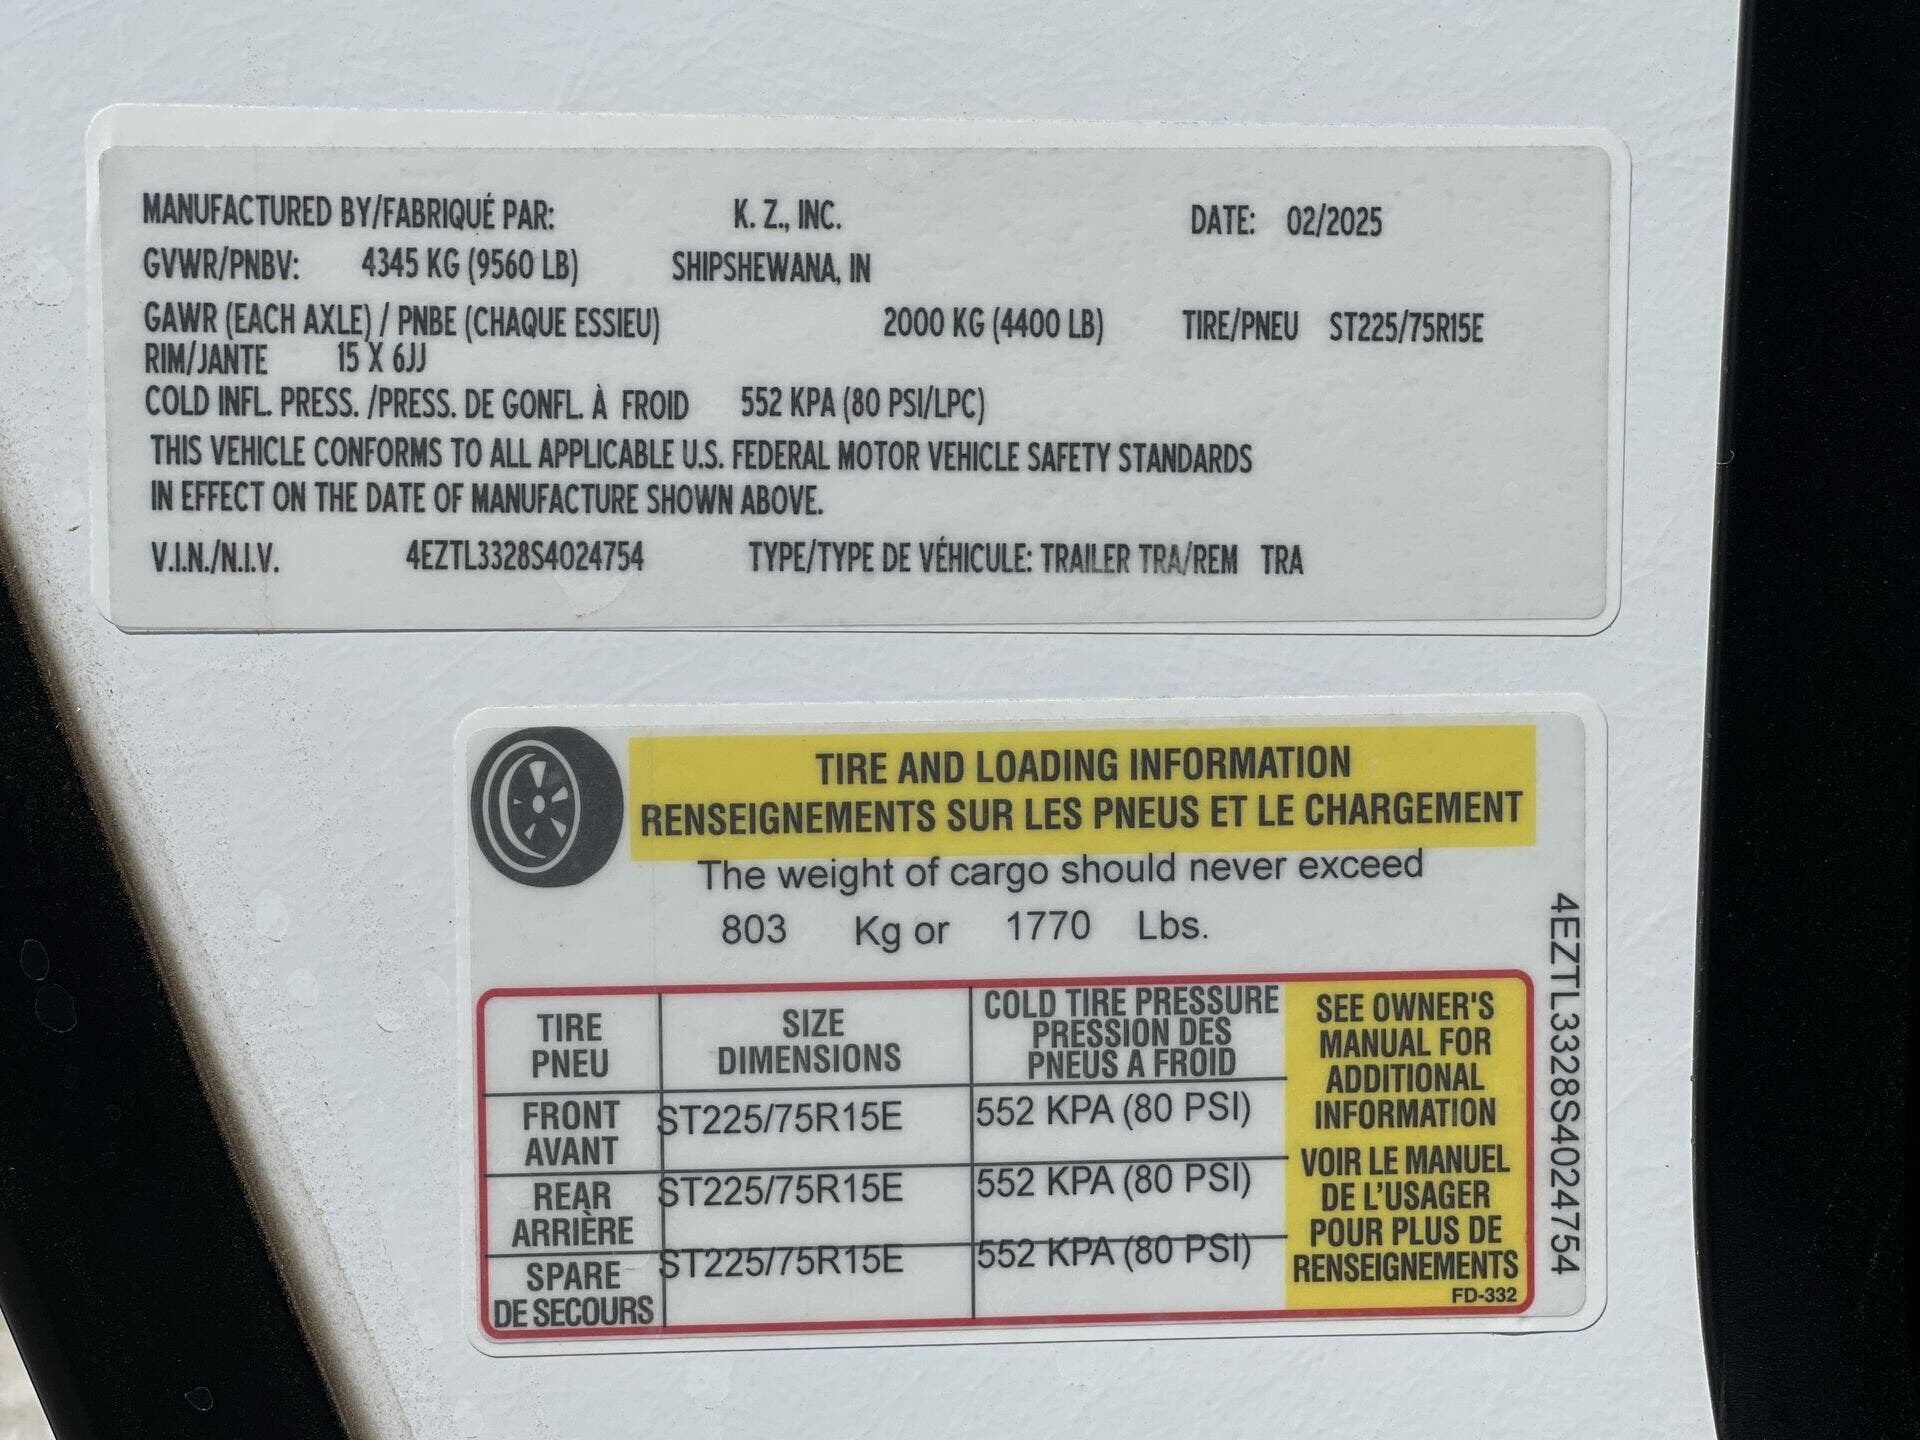 MANUFACTURED BY/FABRIQUÉ PAR: K. Z., INC. DATE: 02/2025
GVWR/PNBV: 4345 KG (9560 LB) SHIPSHEWANA, IN
GAWR (EACH AXLE) / PNBE (CHAQUE ESSIEU) 2000 KG (4400 LB) TIRE/PNEU ST225/75R15E
RIM/JANTE 15 X 6JJ
COLD INFL. PRESS. /PRESS. DE GONFL. À FROID 552 KPA (80 PSI/LPC)
THIS VEHICLE CONFORMS TO ALL APPLICABLE U.S. FEDERAL MOTOR VEHICLE SAFETY STANDARDS
IN EFFECT ON THE DATE OF MANUFACTURE SHOWN ABOVE.
V.I.N./N.I.V. 4EZTL3328S4024754 TYPE/TYPE DE VÉHICULE: TRAILER TRA/REM TRA
TIRE AND LOADING INFORMATION
RENSEIGNEMENTS SUR LES PNEUS ET LE CHARGEMENT
The weight of cargo should never exceed
803 Kg or 1770 Lbs.
TIRE
PNEU
SIZE
DIMENSIONS
COLD TIRE PRESSURE
PRESSION DES
PNEUS A FROID
FRONT
AVANT
ST225/75R15E
552 KPA (80 PSI)
REAR
ARRIÈRE
ST225/75R15E
552 KPA (80 PSI)
SPARE
DE SECOURS
ST225/75R15E
552 KPA (80 PSI)
SEE OWNER'S
MANUAL FOR
ADDITIONAL
INFORMATION
VOIR LE MANUEL
DE L'USAGER
POUR PLUS DE
RENSEIGNEMENTS
FD-332
4EZTL3328S4024754